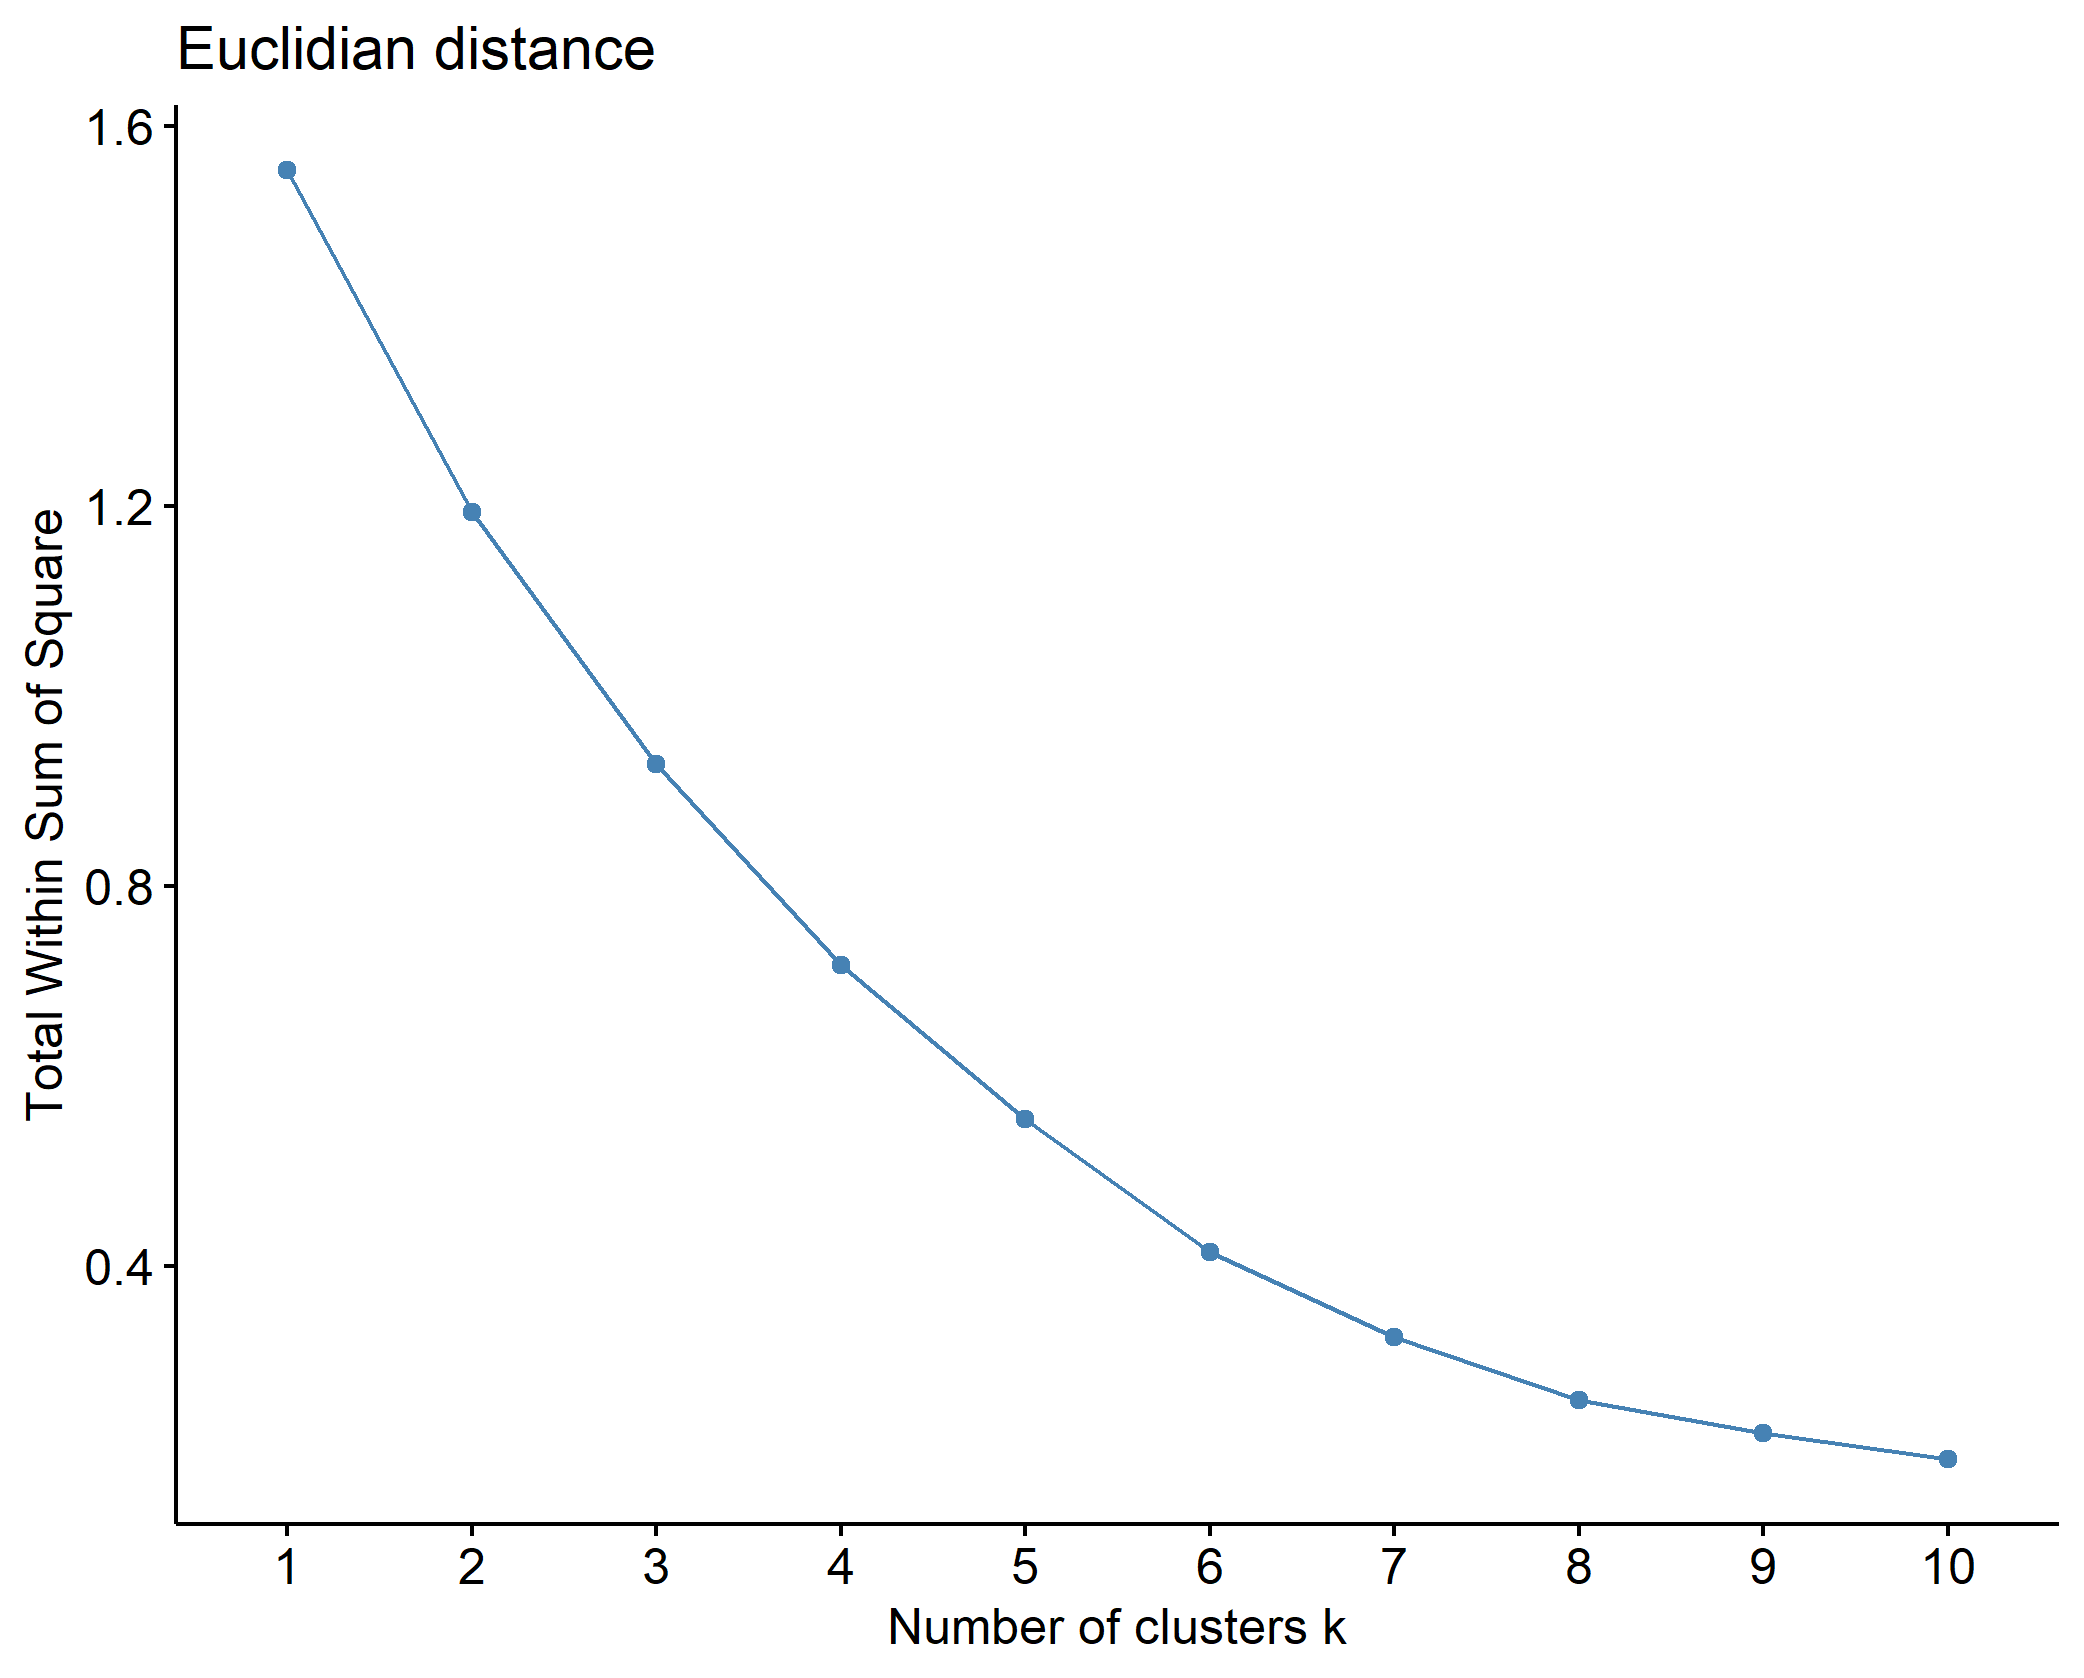 Euclidian distance
1.6
1.2
0.8
0.4
Total Within Sum of Square
1 2 3 4 5 6 7 8 9 10
Number of clusters k